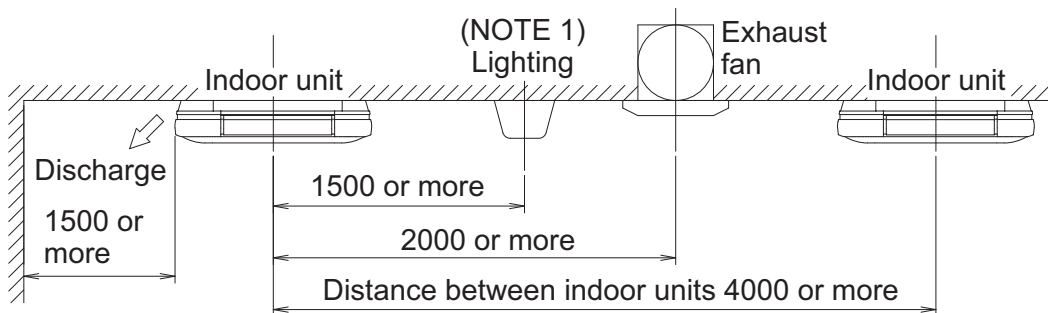 (NOTE 1)
Lighting
Exhaust
fan
Indoor unit
Indoor unit
Discharge
1500 or
more
1500 or more
2000 or more
Distance between indoor units 4000 or more